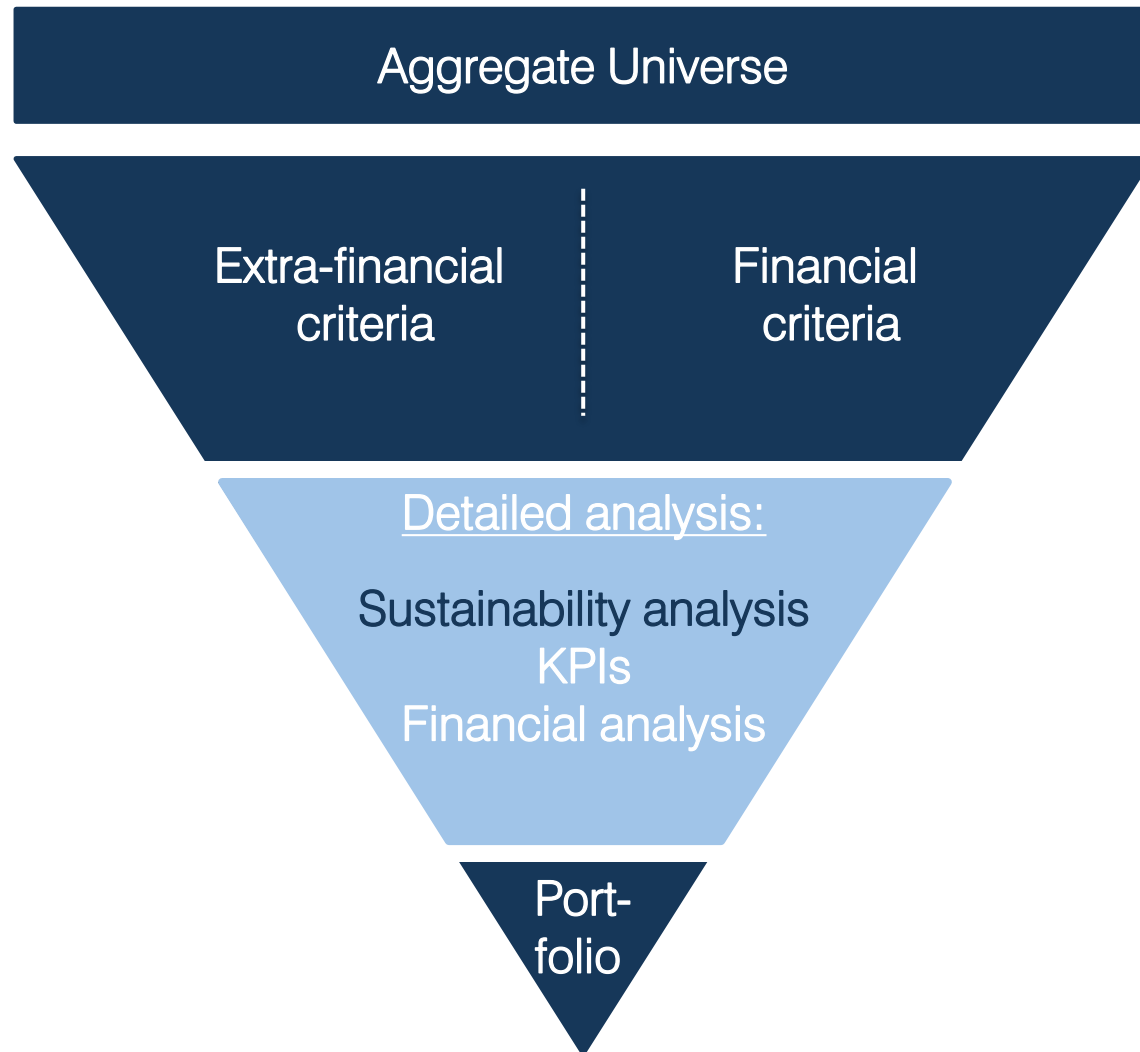 Aggregate Universe
Extra-financial
criteria
Financial
criteria
Detailed analysis:
Sustainability analysis
KPIs
Financial analysis
Port-
folio